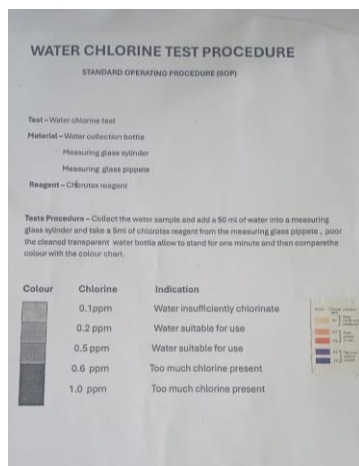 WATER CHLORINE TEST PROCEDURE
STANDARD OPERATING PROCEDURE (SOP)
Test – Water chlorine test
Material – Water collection bottle
Measuring glass sylinder
Measuring glass pippete
Reagent – Chlorotex reagent
Tests Procedure – Collact the water sample and add a 50 ml of water into a measuring
glass sylinder and take a 5ml of chlorotex reagent from the measuring glass pippete , poor
the cleaned transparent water bottle allow to stand for one minute and then comparethe
colour with the colour chart.
Colour Chlorine Indication
0.1ppm Water insufficiently chlorinate
0.2 ppm Water suitable for use
0.5 ppm Water suitable for use
0.6 ppm Too much chlorine present
1.0 ppm Too much chlorine present